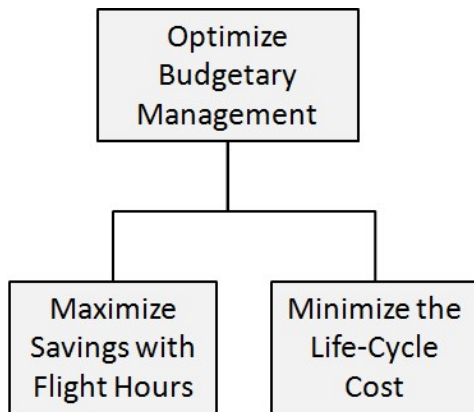 Optimize
Budgetary
Management
Maximize
Savings with
Flight Hours
Minimize the
Life-Cycle
Cost